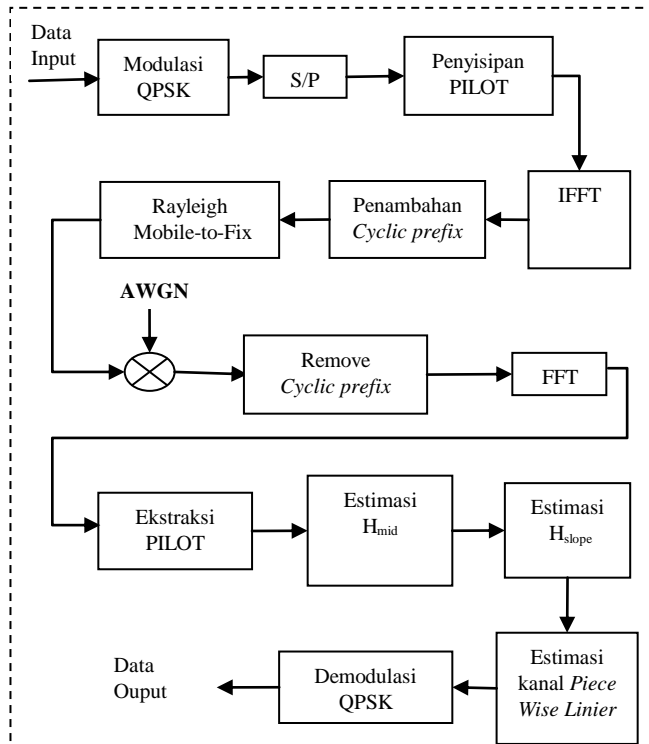 Data
Input
Modulasi
QPSK
S/P
Penyisipan
PILOT
IFFT
Penambahan
Cyclic prefix
Rayleigh
Mobile-to-Fix
AWGN
Remove
Cyclic prefix
FFT
Ekstraksi
PILOT
Estimasi
Hmid
Estimasi
Hslope
Estimasi
kanal Piece
Wise Linier
Demodulasi
QPSK
Data
Ouput